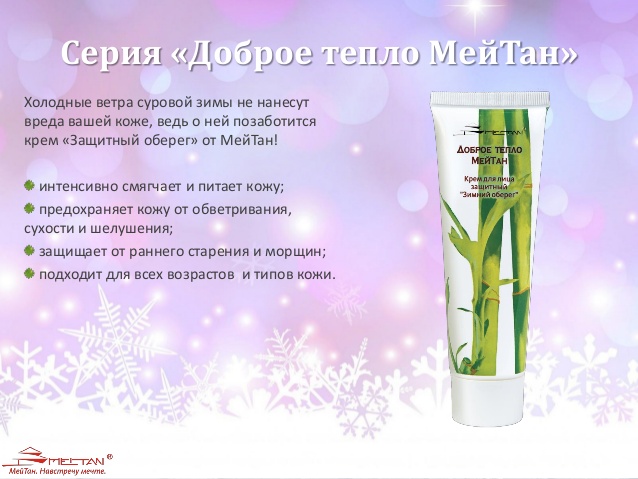 Серия «Доброе тепло МейТан»
Холодные ветра суровой зимы не нанесут
вреда вашей коже, ведь о ней позаботится
крем «Защитный оберег» от МейТан!
интенсивно смягчает и питает кожу;
предохраняет кожу от обветривания,
сухости и шелушения;
защищает от раннего старения и морщин;
подходит для всех возрастов и типов кожи.
MEITAN
Доброе тепло
МейТан
Крем для лица
защитный
"Зимний оберег"
MEITAN®
МейТан. Навстречу мечте.